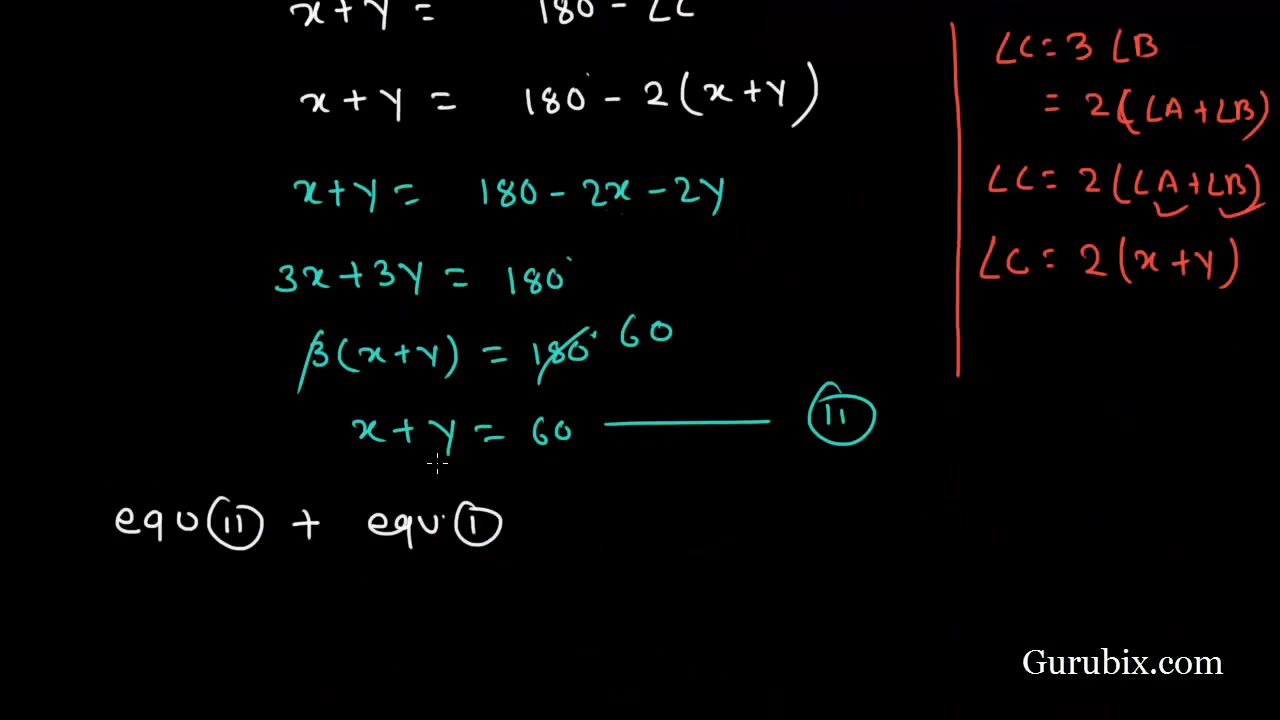 x + y = 180 - ∠C
x + y = 180° - 2(x+y)
x + y = 180 - 2x - 2y
3x + 3y = 180°
3(x+y) = 180° 60
x + y = 60 ——— (II)
equ (II) + equ. (I)
∠C = 3 ∠B
= 2(∠A + ∠B)
∠C = 2(∠A + ∠B)
∠C = 2(x+y)
Gurubix.com